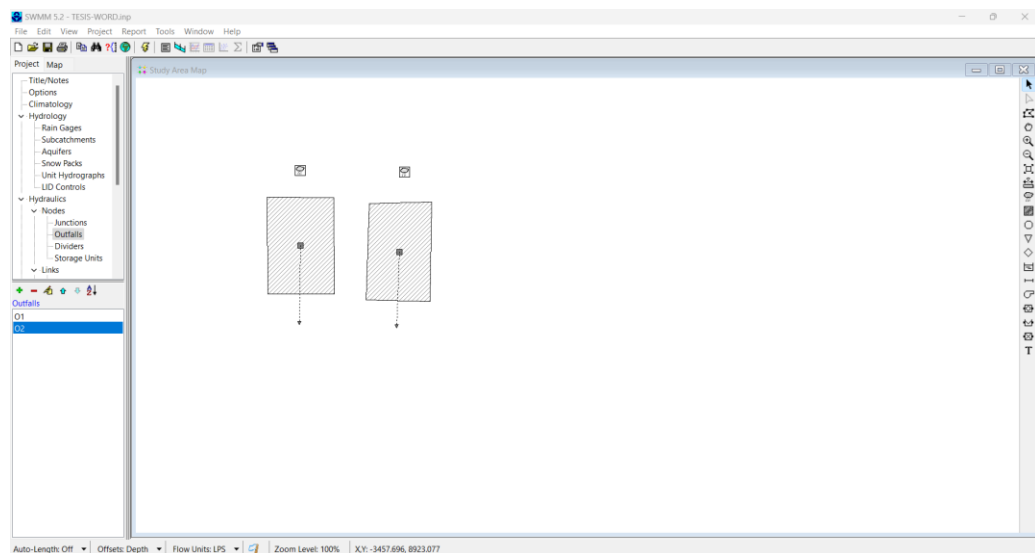 SWMM 5.2 - TESIS-WORD.inp
File Edit View Project Report Tools Window Help
Project Map
Study Area Map
Title/Notes
Options
Climatology
Hydrology
Rain Gages
Subcatchments
Aquifers
Snow Packs
Unit Hydrographs
LID Controls
Hydraulics
Nodes
Junctions
Outfalls
Dividers
Storage Units
Links
Outfalls
O1
O2
T
Auto-Length: Off Offsets: Depth Flow Units: LPS Zoom Level: 100% X,Y: -3457.696, 8923.077